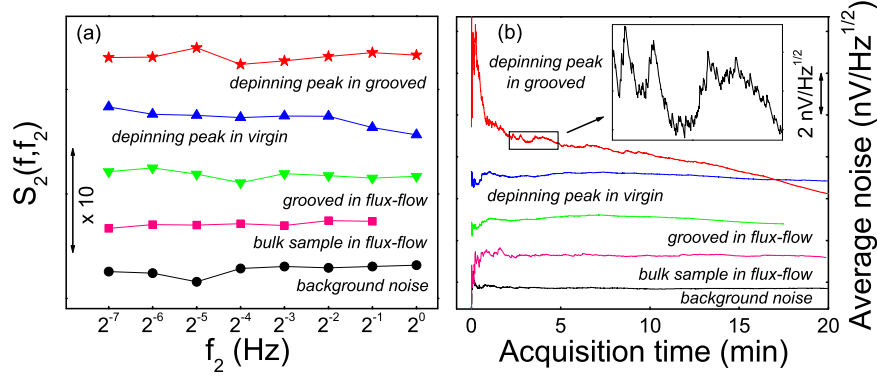 (a)
depinning peak in grooved
depinning peak in virgin
grooved in flux-flow
bulk sample in flux-flow
background noise
S2(f,f2)
x 10
2^-7 2^-6 2^-5 2^-4 2^-3 2^-2 2^-1 2^0
f2 (Hz)
(b)
depinning peak
in grooved
depinning peak in virgin
grooved in flux-flow
bulk sample in flux-flow
background noise
2 nV/Hz^1/2
Average noise (nV/Hz^1/2)
0 5 10 15 20
Acquisition time (min)